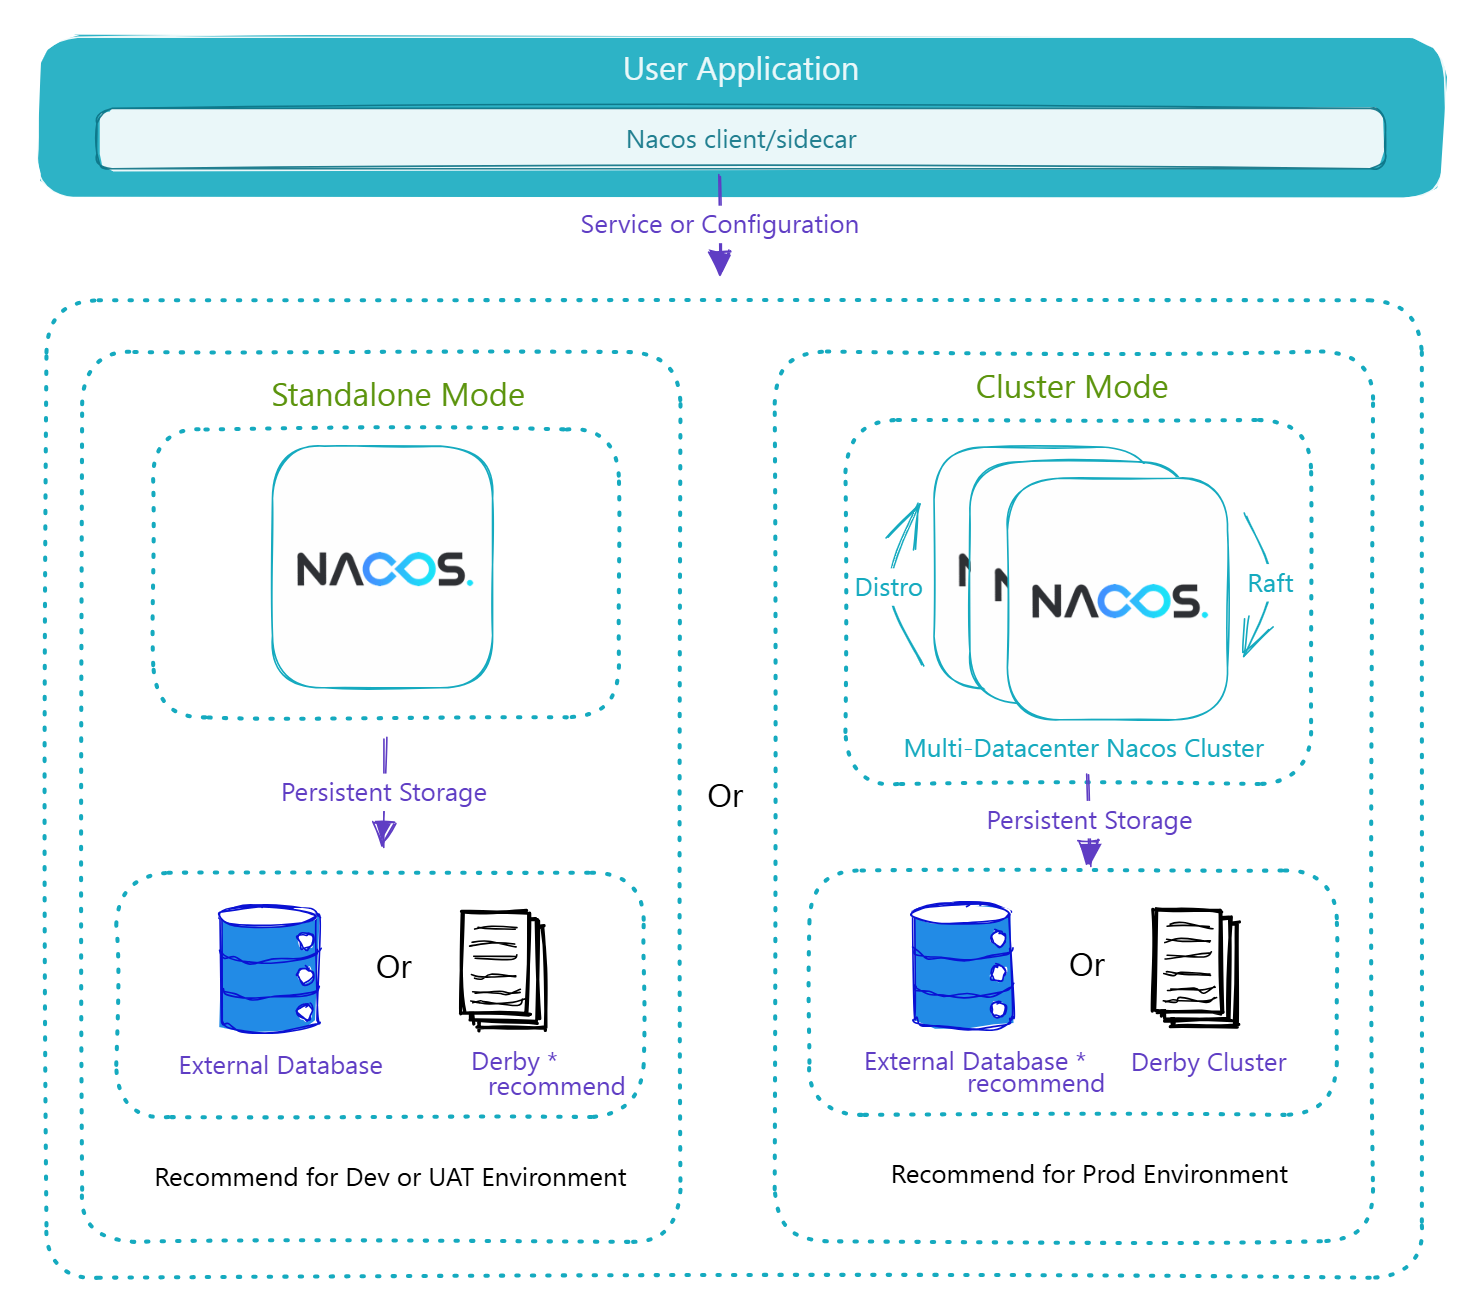 User Application
Nacos client/sidecar
Service or Configuration
Standalone Mode
NACOS.
Persistent Storage
External Database
Or
Derby *
recommend
Recommend for Dev or UAT Environment
Or
Cluster Mode
Distro
N
N
NACOS.
Raft
Multi-Datacenter Nacos Cluster
Persistent Storage
External Database *
recommend
Or
Derby Cluster
Recommend for Prod Environment